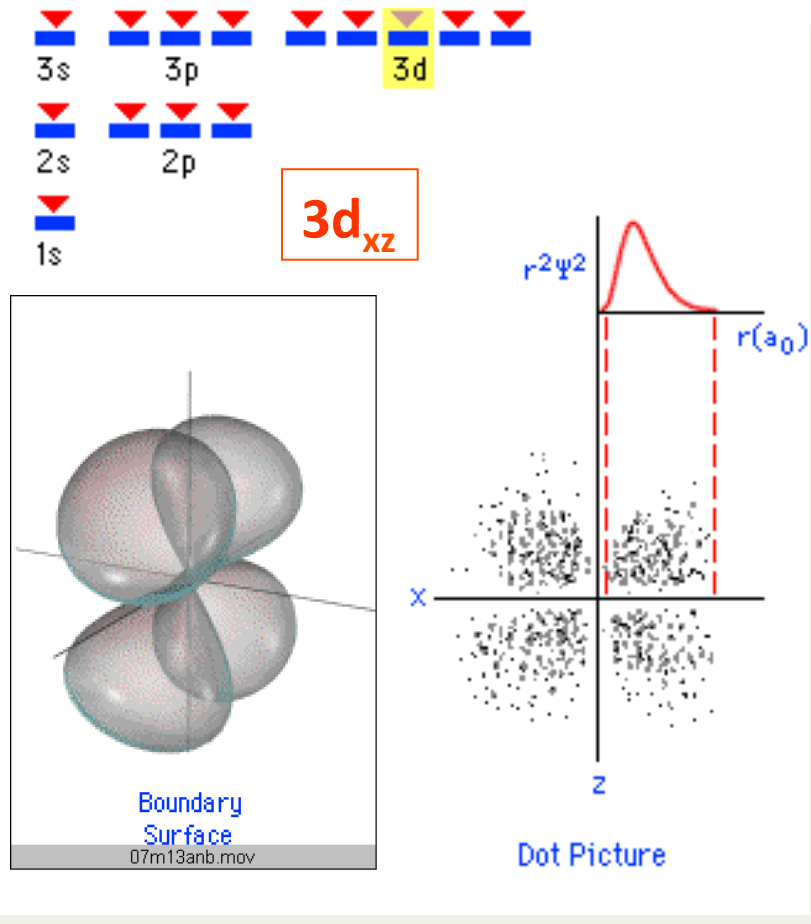 3s 3p 3d
2s 2p
1s
3dxz
r²Ψ²
r(a₀)
x
z
Boundary
Surface
07m13anb.mov
Dot Picture